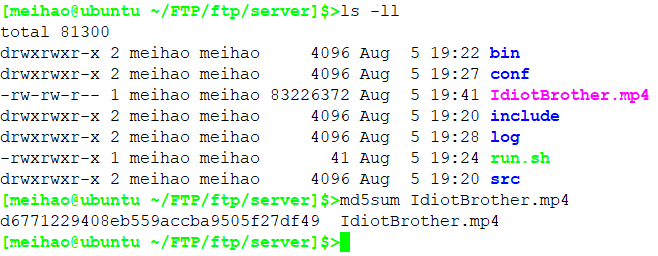 [meihao@ubuntu ~/FTP/ftp/server]$>ls -ll
total 81300
drwxrwxr-x 2 meihao meihao     4096 Aug  5 19:22 bin
drwxrwxr-x 2 meihao meihao     4096 Aug  5 19:27 conf
-rw-rw-r-- 1 meihao meihao 83226372 Aug  5 19:41 IdiotBrother.mp4
drwxrwxr-x 2 meihao meihao     4096 Aug  5 19:20 include
drwxrwxr-x 2 meihao meihao     4096 Aug  5 19:28 log
-rwxrwxr-x 1 meihao meihao       41 Aug  5 19:24 run.sh
drwxrwxr-x 2 meihao meihao     4096 Aug  5 19:20 src
[meihao@ubuntu ~/FTP/ftp/server]$>md5sum IdiotBrother.mp4
d6771229408eb559accba9505f27df49  IdiotBrother.mp4
[meihao@ubuntu ~/FTP/ftp/server]$>